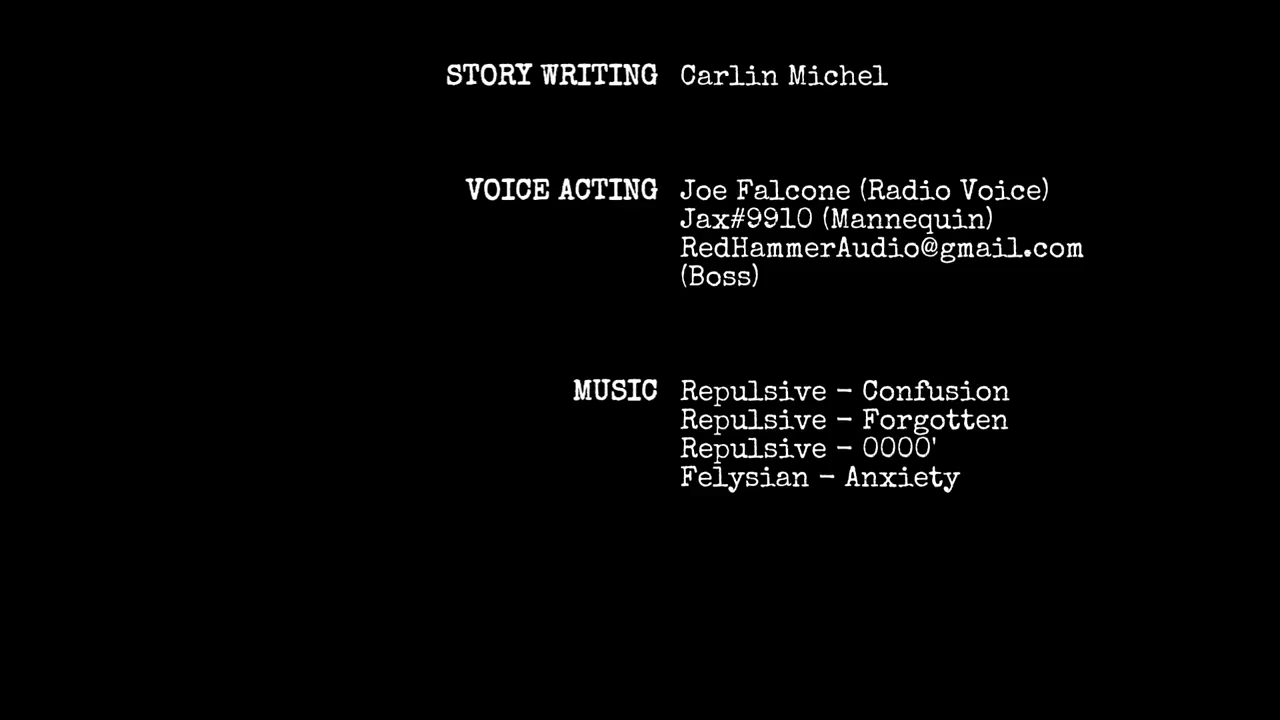 STORY WRITING Carlin Michel
VOICE ACTING Joe Falcone (Radio Voice)
Jax#9910 (Mannequin)
RedHammerAudio@gmail.com
(Boss)
MUSIC Repulsive - Confusion
Repulsive - Forgotten
Repulsive - 0000'
Felysian - Anxiety